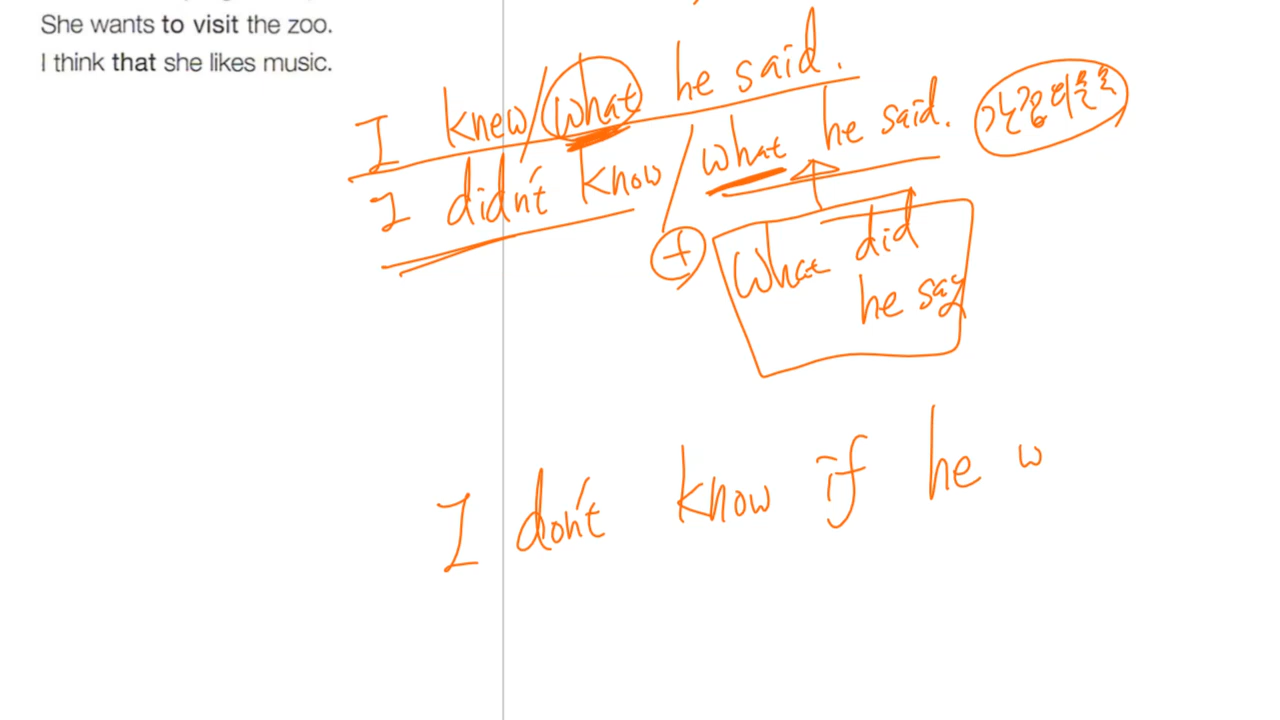 She wants to visit the zoo.
I think that she likes music.
I knew/what he said.
I didn't know/what he said. 간접의문문
+ What did
he say
I don't know if he w